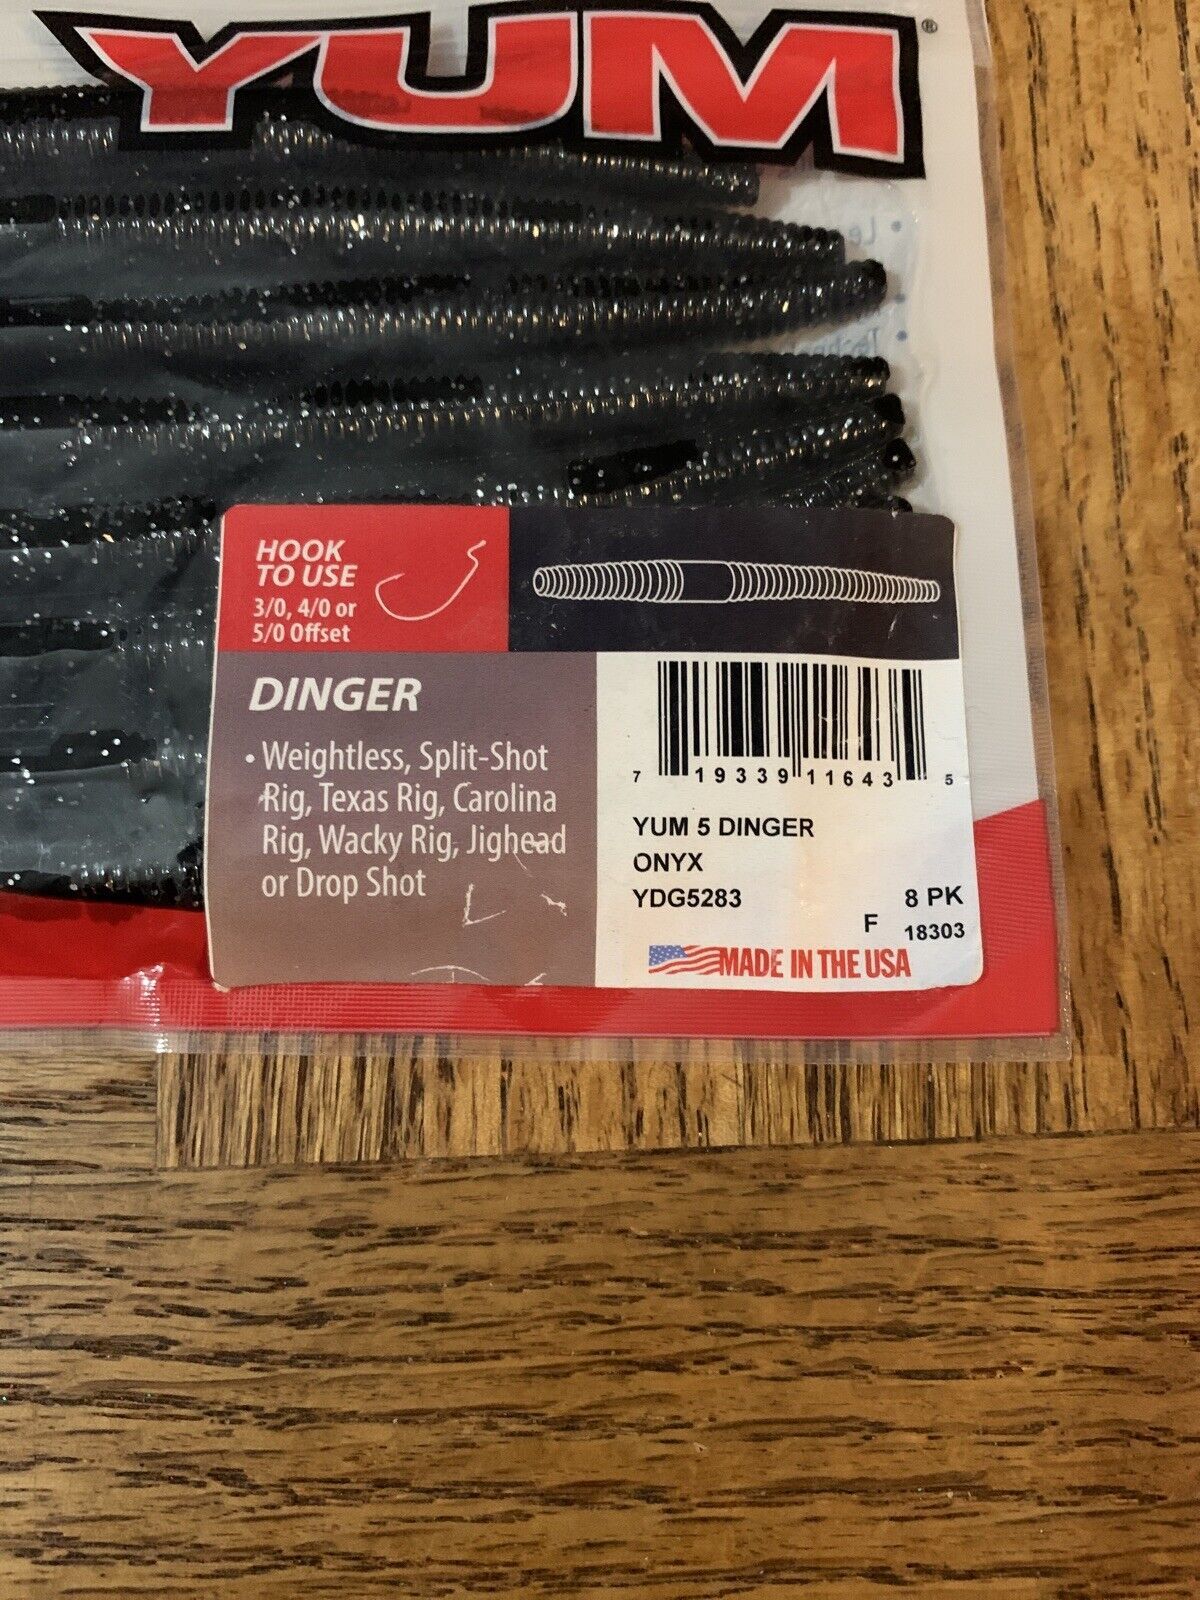 YUM®
HOOK
TO USE
3/0, 4/0 or
5/0 Offset
DINGER
• Weightless, Split-Shot
Rig, Texas Rig, Carolina
Rig, Wacky Rig, Jighead
or Drop Shot
7 19339 11643 5
YUM 5 DINGER
ONYX
YDG5283
8 PK
F 18303
MADE IN THE USA